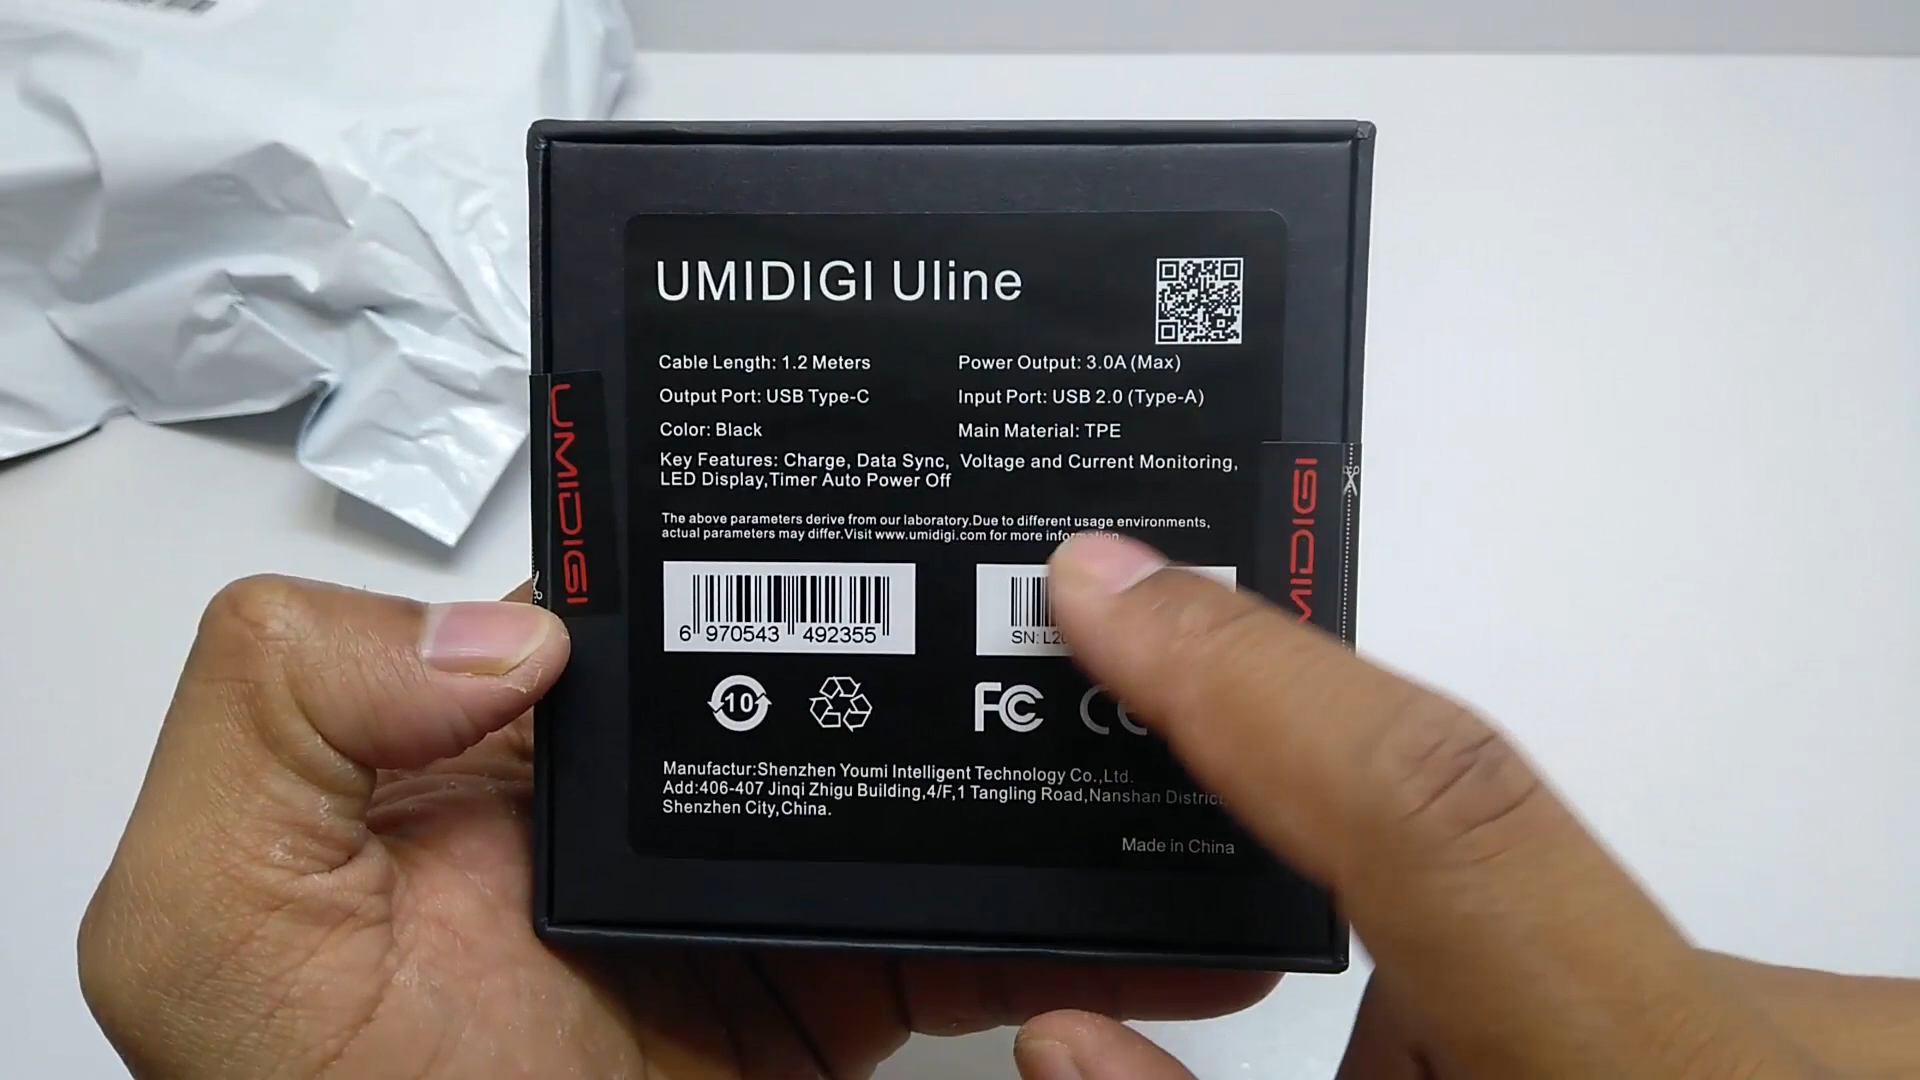 UMIDIGI Uline
Cable Length: 1.2 Meters
Power Output: 3.0A (Max)
Output Port: USB Type-C
Input Port: USB 2.0 (Type-A)
Color: Black
Main Material: TPE
Key Features: Charge, Data Sync, Voltage and Current Monitoring,
LED Display,Timer Auto Power Off
The above parameters derive from our laboratory.Due to different usage environments,
actual parameters may differ.Visit www.umidigi.com for more information.
6 970543 492355
SN: L20
10
FC CE
Manufactur:Shenzhen Youmi Intelligent Technology Co.,Ltd.
Add:406-407 Jinqi Zhigu Building,4/F,1 Tangling Road,Nanshan District,
Shenzhen City,China.
Made in China
UMIDIGI
UMIDIGI